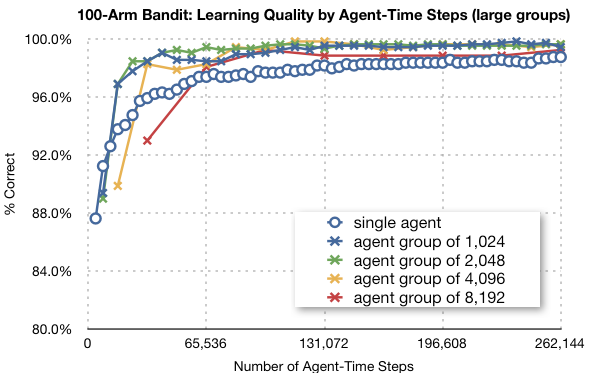 100-Arm Bandit: Learning Quality by Agent-Time Steps (large groups)
100.0%
96.0%
92.0%
88.0%
84.0%
80.0%
% Correct
single agent
agent group of 1,024
agent group of 2,048
agent group of 4,096
agent group of 8,192
0
65,536
131,072
196,608
262,144
Number of Agent-Time Steps